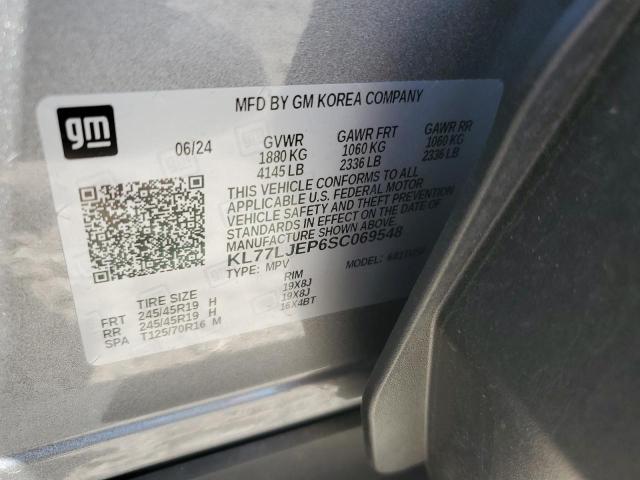 gm
MFD BY GM KOREA COMPANY
06/24 GVWR GAWR FRT GAWR RR
1880 KG 1060 KG 1060 KG
4145 LB 2336 LB 2336 LB
THIS VEHICLE CONFORMS TO ALL
APPLICABLE U.S. FEDERAL MOTOR
VEHICLE SAFETY AND THEFT PREVENTION
STANDARDS IN EFFECT ON THE DATE OF
MANUFACTURE SHOWN ABOVE.
KL77LJEP6SC069548
TYPE: MPV MODEL:
TIRE SIZE RIM
FRT 245/45R19 H 19X8J
RR 245/45R19 H 19X8J
SPA T125/70R16 M 16X4BT